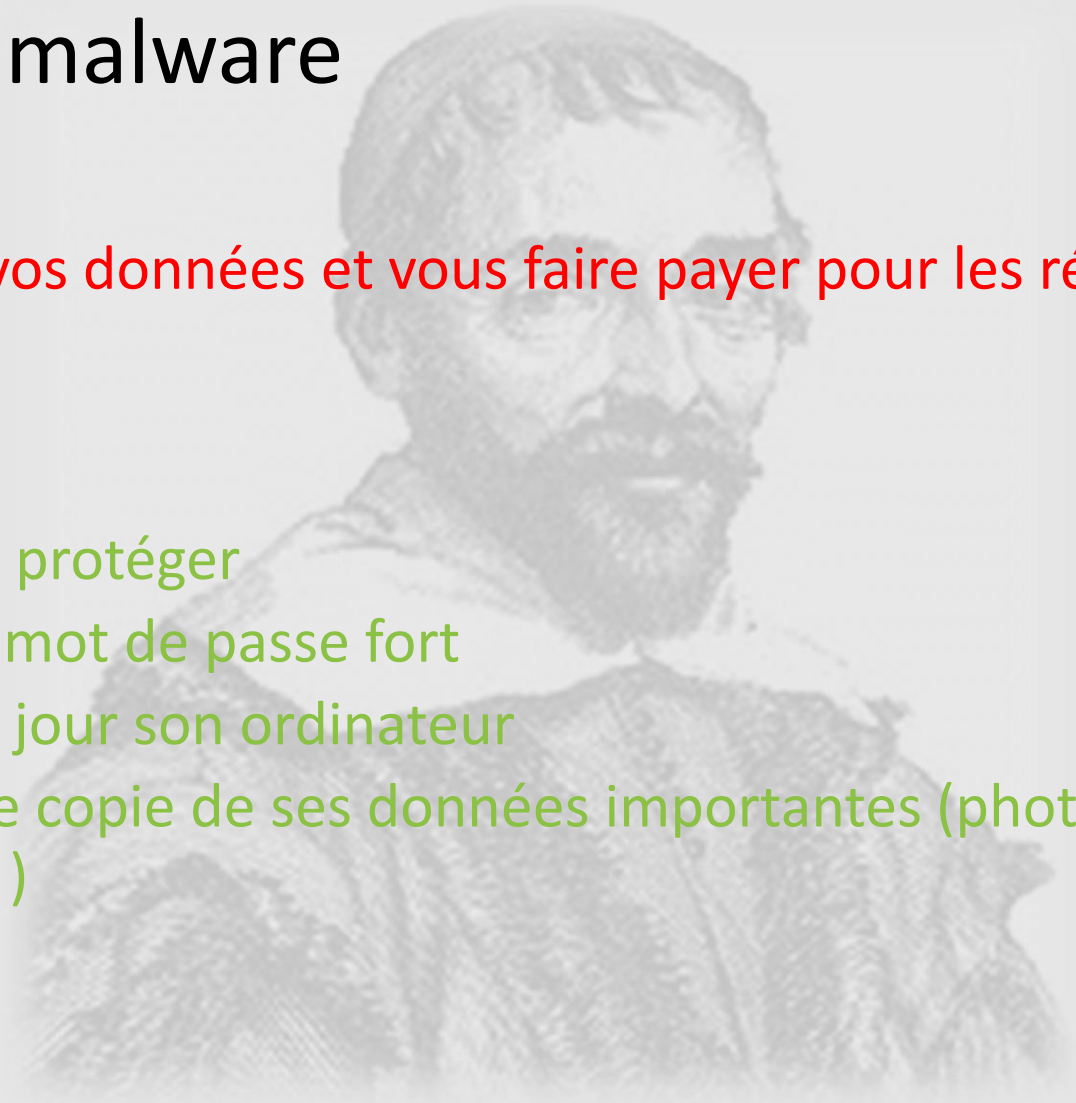 malware
vos données et vous faire payer pour les ré
protéger
mot de passe fort
jour son ordinateur
e copie de ses données importantes (phot
)